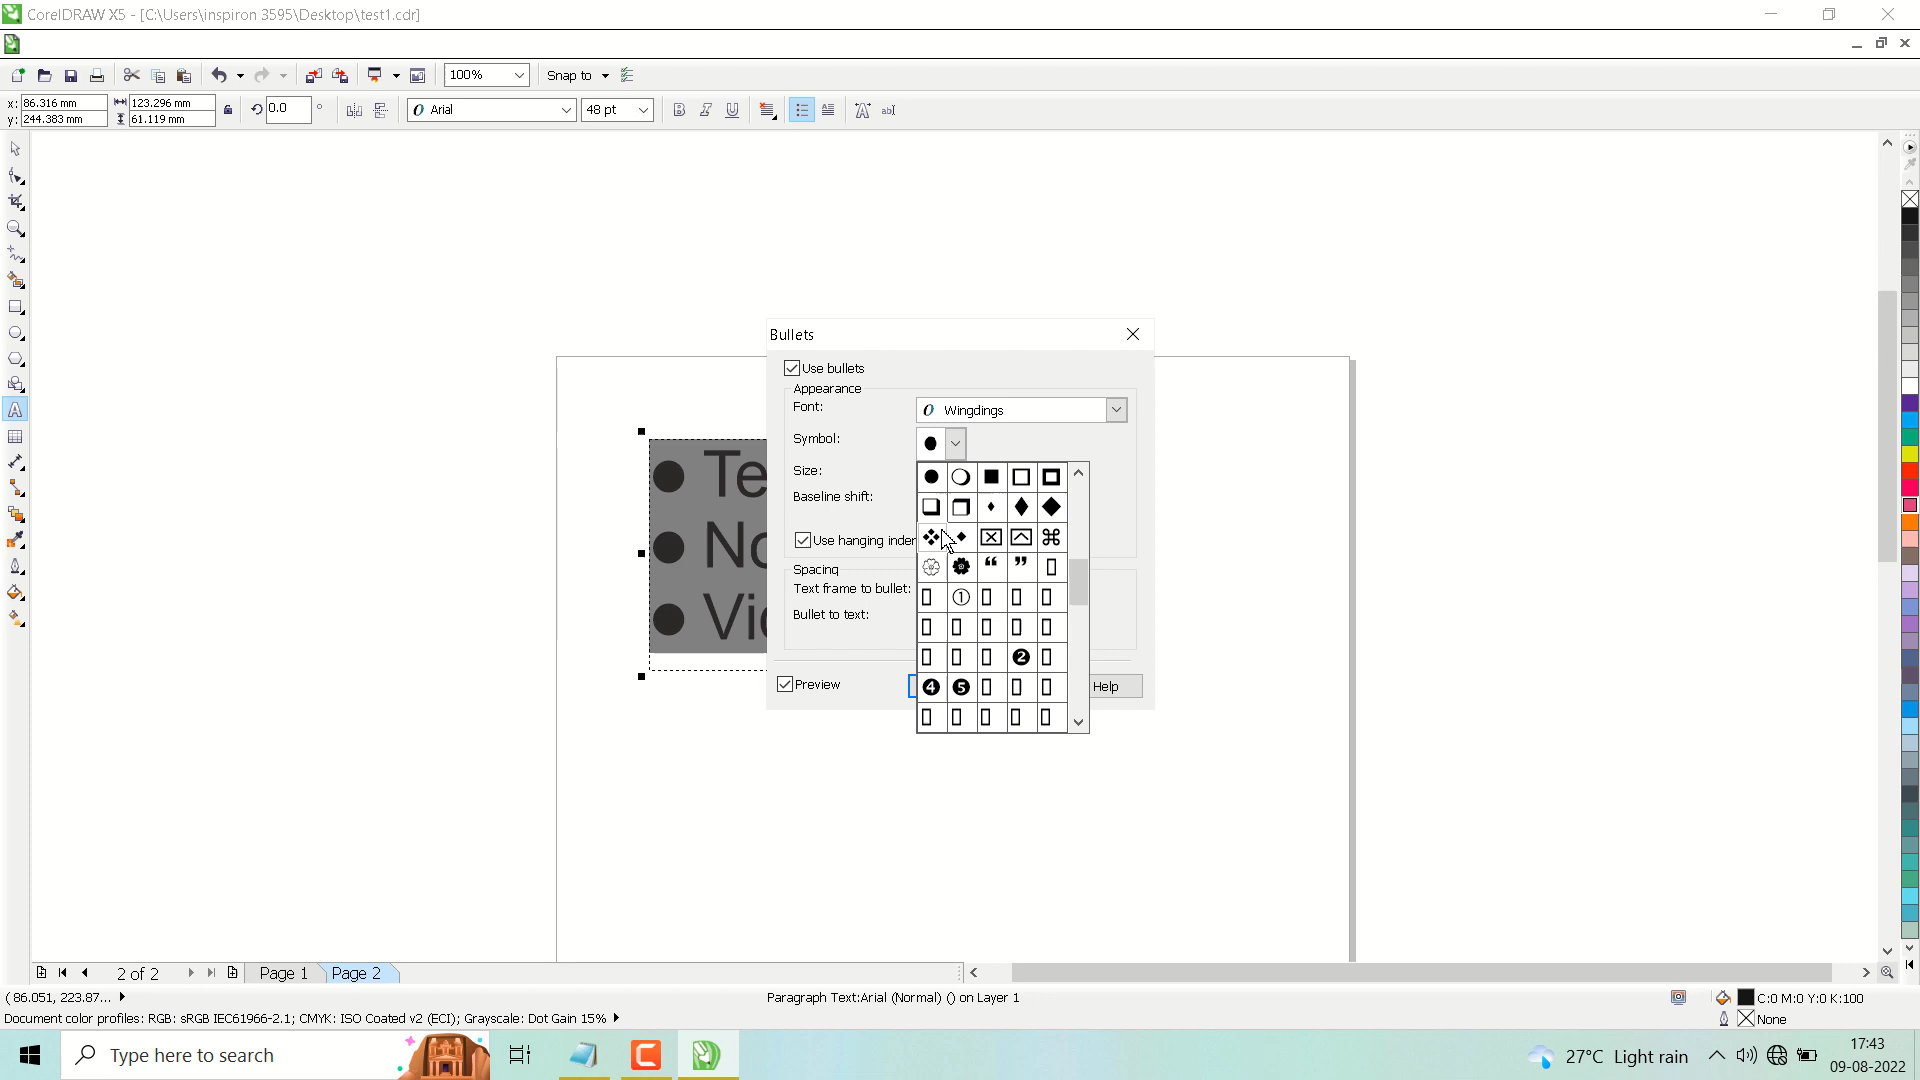 CorelDRAW X5 - [C:\Users\inspiron 3595\Desktop\test1.cdr]
100%
Snap to
x: 86.316 mm
y: 244.383 mm
123.296 mm
61.119 mm
0.0 °
O Arial
48 pt
B I U
abI
Bullets
Use bullets
Appearance
Font:
O Wingdings
Symbol:
Size:
Baseline shift:
Use hanging inder
Spacing
Text frame to bullet:
Bullet to text:
Preview
Help
● Te
● No
● Vi
2 of 2
Page 1
Page 2
( 86.051, 223.87...
Paragraph Text:Arial (Normal) () on Layer 1
C:0 M:0 Y:0 K:100
Document color profiles: RGB: sRGB IEC61966-2.1; CMYK: ISO Coated v2 (ECI); Grayscale: Dot Gain 15%
None
Type here to search
27°C Light rain
17:43
09-08-2022